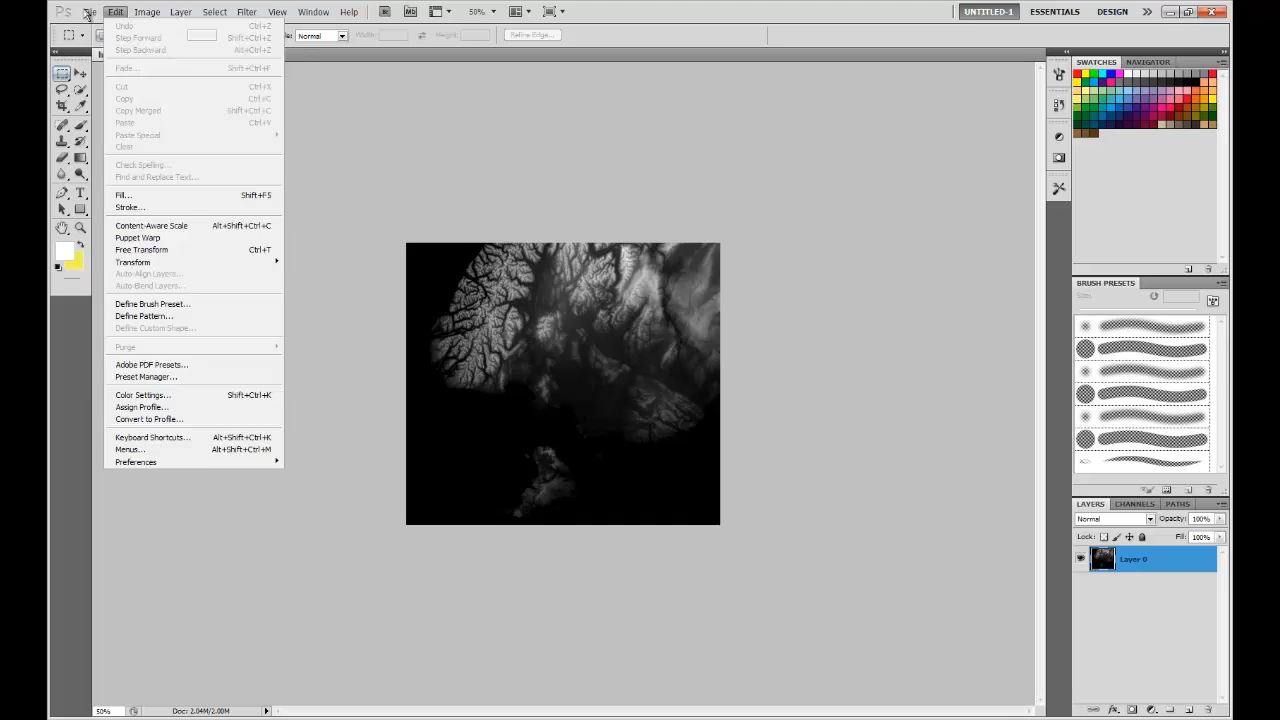 Ps Edit Image Layer Select Filter View Window Help Br Mb 50% UNTITLED-1 ESSENTIALS DESIGN
Normal Width: Height: Refine Edge...
Undo Ctrl+Z
Step Forward Shift+Ctrl+Z
Step Backward Alt+Ctrl+Z
Fade... Shift+Ctrl+F
Cut Ctrl+X
Copy Ctrl+C
Copy Merged Shift+Ctrl+C
Paste Ctrl+V
Paste Special
Clear
Check Spelling...
Find and Replace Text...
Fill... Shift+F5
Stroke...
Content-Aware Scale Alt+Shift+Ctrl+C
Puppet Warp
Free Transform Ctrl+T
Transform
Auto-Align Layers...
Auto-Blend Layers...
Define Brush Preset...
Define Pattern...
Define Custom Shape...
Purge
Adobe PDF Presets...
Preset Manager...
Color Settings... Shift+Ctrl+K
Assign Profile...
Convert to Profile...
Keyboard Shortcuts... Alt+Shift+Ctrl+K
Menus... Alt+Shift+Ctrl+M
Preferences
SWATCHES NAVIGATOR
BRUSH PRESETS
Size:
LAYERS CHANNELS PATHS
Normal Opacity: 100%
Lock: Fill: 100%
Layer 0
50% Doc: 2.04M/2.00M